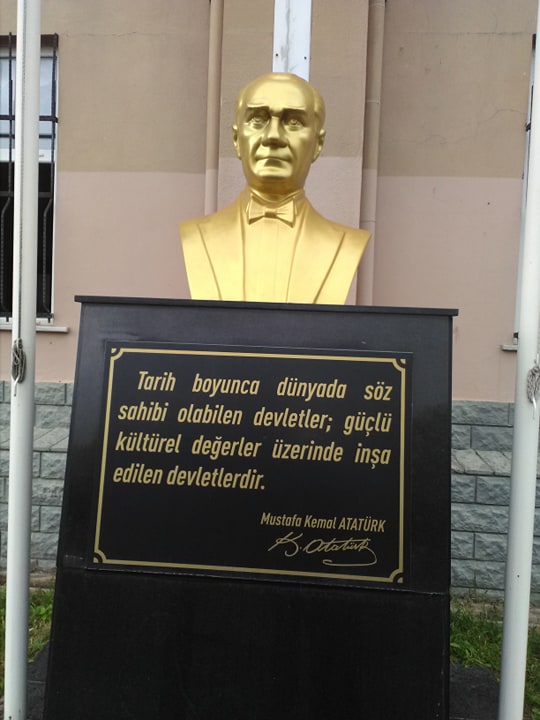 Tarih boyunca dünyada söz
sahibi olabilen devletler; güçlü
kültürel değerler üzerinde inşa
edilen devletlerdir.
Mustafa Kemal ATATÜRK
K. Atatürk